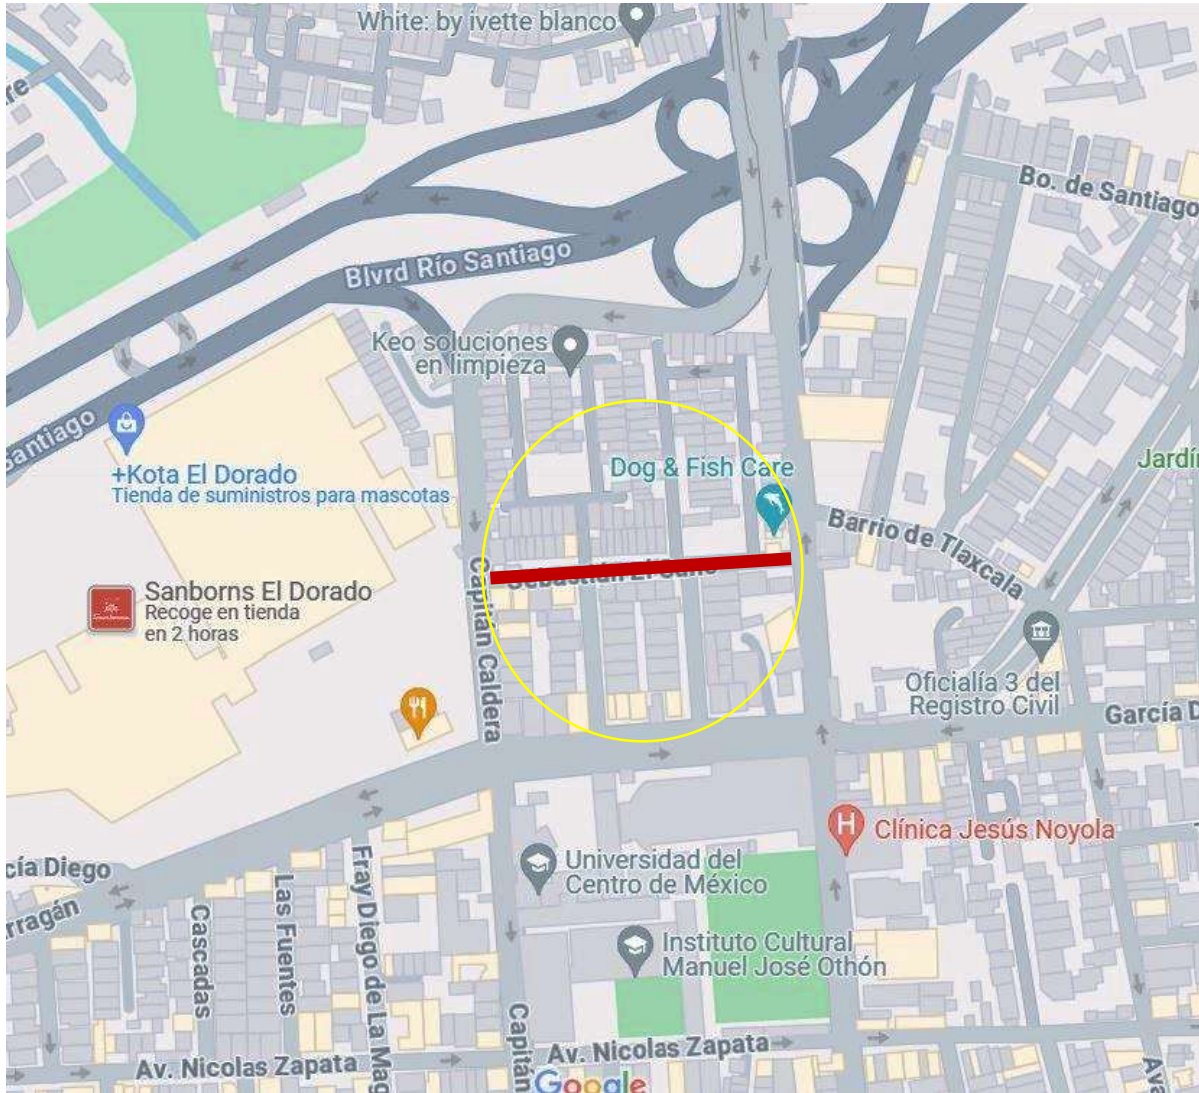 White: by ivette blanco
Bo. de Santiago
Blvrd Río Santiago
Keo soluciones
en limpieza
Santiago
+Kota El Dorado
Tienda de suministros para mascotas
Dog & Fish Care
Jardín
Barrio de Tlaxcala
Sanborns El Dorado
Recoge en tienda
en 2 horas
Capitán Caldera
Oficialía 3 del
Registro Civil
García D
Clínica Jesús Noyola
Universidad del
Centro de México
cía Diego
rragán
Cascadas
Las Fuentes
Fray Diego de La Mag
Instituto Cultural
Manuel José Othón
Capitán
Av. Nicolas Zapata
Av. Nicolas Zapata
Ava
Google